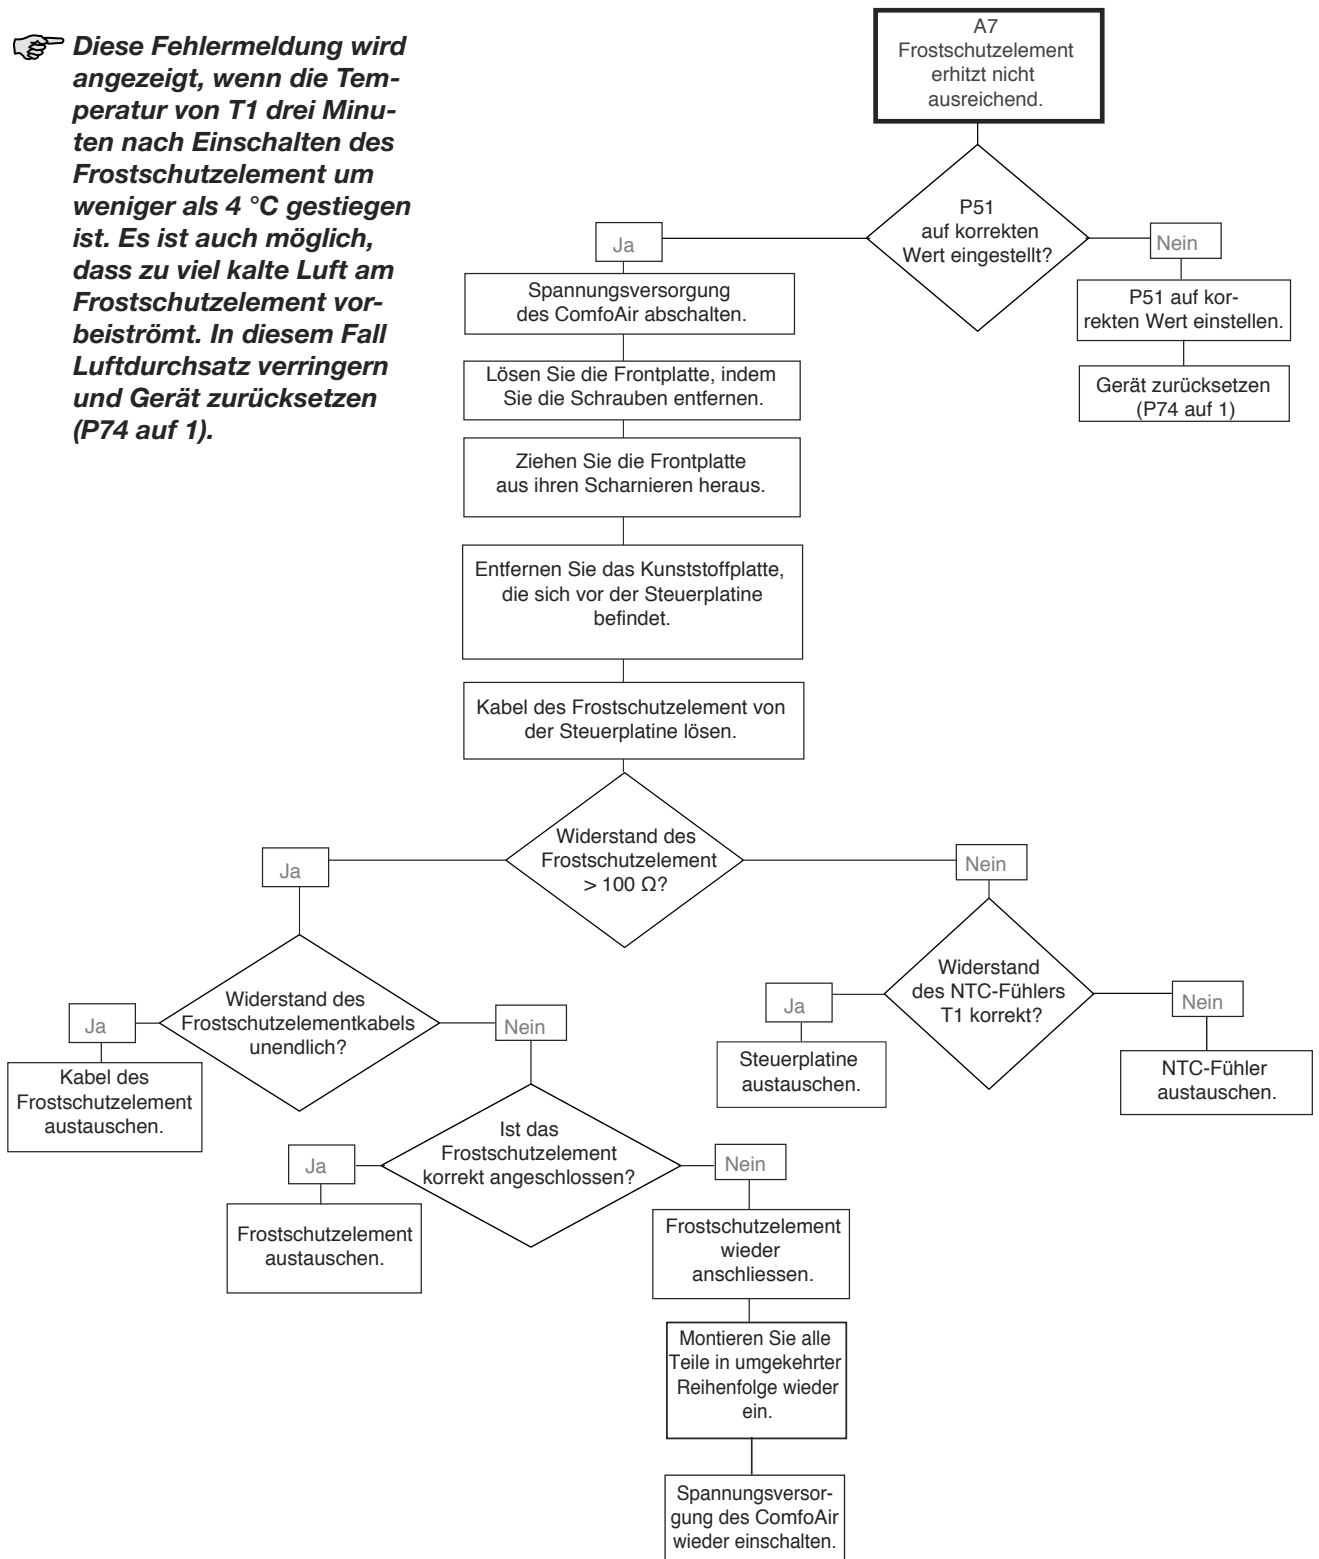 Diese Fehlermeldung wird
angezeigt, wenn die Tem-
peratur von T1 drei Minu-
ten nach Einschalten des
Frostschutzelement um
weniger als 4 °C gestiegen
ist. Es ist auch möglich,
dass zu viel kalte Luft am
Frostschutzelement vor-
beiströmt. In diesem Fall
Luftdurchsatz verringern
und Gerät zurücksetzen
(P74 auf 1).
A7
Frostschutzelement
erhitzt nicht
ausreichend.
P51
auf korrekten
Wert eingestellt?
Ja
Nein
Spannungsversorgung
des ComfoAir abschalten.
P51 auf kor-
rekten Wert einstellen.
Lösen Sie die Frontplatte, indem
Sie die Schrauben entfernen.
Gerät zurücksetzen
(P74 auf 1)
Ziehen Sie die Frontplatte
aus ihren Scharnieren heraus.
Entfernen Sie das Kunststoffplatte,
die sich vor der Steuerplatine
befindet.
Kabel des Frostschutzelement von
der Steuerplatine lösen.
Widerstand des
Frostschutzelement
> 100 Ω?
Ja
Nein
Widerstand des
Frostschutzelementkabels
unendlich?
Widerstand
des NTC-Fühlers
T1 korrekt?
Ja
Nein
Ja
Nein
Kabel des
Frostschutzelement
austauschen.
Steuerplatine
austauschen.
NTC-Fühler
austauschen.
Ist das
Frostschutzelement
korrekt angeschlossen?
Ja
Nein
Frostschutzelement
austauschen.
Frostschutzelement
wieder
anschliessen.
Montieren Sie alle
Teile in umgekehrter
Reihenfolge wieder
ein.
Spannungsversor-
gung des ComfoAir
wieder einschalten.